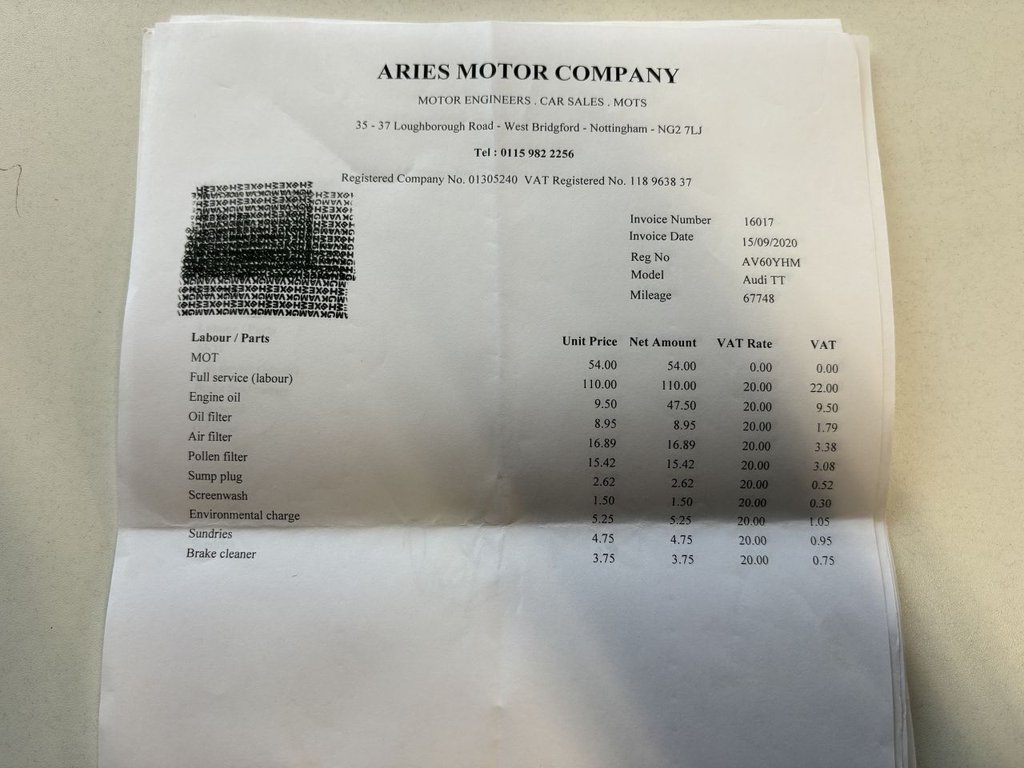 ARIES MOTOR COMPANY
MOTOR ENGINEERS . CAR SALES . MOTS
35 - 37 Loughborough Road - West Bridgford - Nottingham - NG2 7LJ
Tel : 0115 982 2256
Registered Company No. 01305240 VAT Registered No. 118 9638 37
Invoice Number 16017
Invoice Date 15/09/2020
Reg No AV60YHM
Model Audi TT
Mileage 67748
Labour / Parts Unit Price Net Amount VAT Rate VAT
MOT 54.00 54.00 0.00 0.00
Full service (labour) 110.00 110.00 20.00 22.00
Engine oil 9.50 47.50 20.00 9.50
Oil filter 8.95 8.95 20.00 1.79
Air filter 16.89 16.89 20.00 3.38
Pollen filter 15.42 15.42 20.00 3.08
Sump plug 2.62 2.62 20.00 0.52
Screenwash 1.50 1.50 20.00 0.30
Environmental charge 5.25 5.25 20.00 1.05
Sundries 4.75 4.75 20.00 0.95
Brake cleaner 3.75 3.75 20.00 0.75